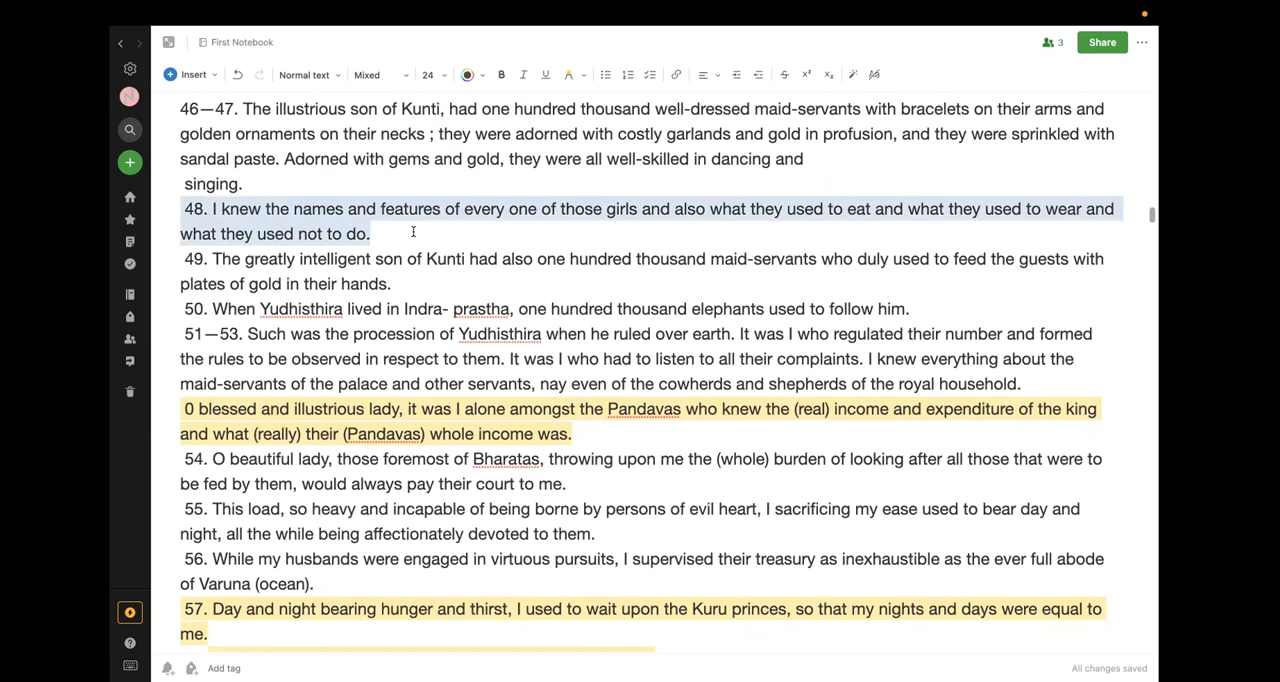 First Notebook
3
Share
Insert
Normal text
Mixed
24
B
I
U
A
46—47. The illustrious son of Kunti, had one hundred thousand well-dressed maid-servants with bracelets on their arms and
golden ornaments on their necks ; they were adorned with costly garlands and gold in profusion, and they were sprinkled with
sandal paste. Adorned with gems and gold, they were all well-skilled in dancing and
singing.
48. I knew the names and features of every one of those girls and also what they used to eat and what they used to wear and
what they used not to do.
49. The greatly intelligent son of Kunti had also one hundred thousand maid-servants who duly used to feed the guests with
plates of gold in their hands.
50. When Yudhisthira lived in Indra- prastha, one hundred thousand elephants used to follow him.
51—53. Such was the procession of Yudhisthira when he ruled over earth. It was I who regulated their number and formed
the rules to be observed in respect to them. It was I who had to listen to all their complaints. I knew everything about the
maid-servants of the palace and other servants, nay even of the cowherds and shepherds of the royal household.
0 blessed and illustrious lady, it was I alone amongst the Pandavas who knew the (real) income and expenditure of the king
and what (really) their (Pandavas) whole income was.
54. O beautiful lady, those foremost of Bharatas, throwing upon me the (whole) burden of looking after all those that were to
be fed by them, would always pay their court to me.
55. This load, so heavy and incapable of being borne by persons of evil heart, I sacrificing my ease used to bear day and
night, all the while being affectionately devoted to them.
56. While my husbands were engaged in virtuous pursuits, I supervised their treasury as inexhaustible as the ever full abode
of Varuna (ocean).
57. Day and night bearing hunger and thirst, I used to wait upon the Kuru princes, so that my nights and days were equal to
me.
Add tag
All changes saved